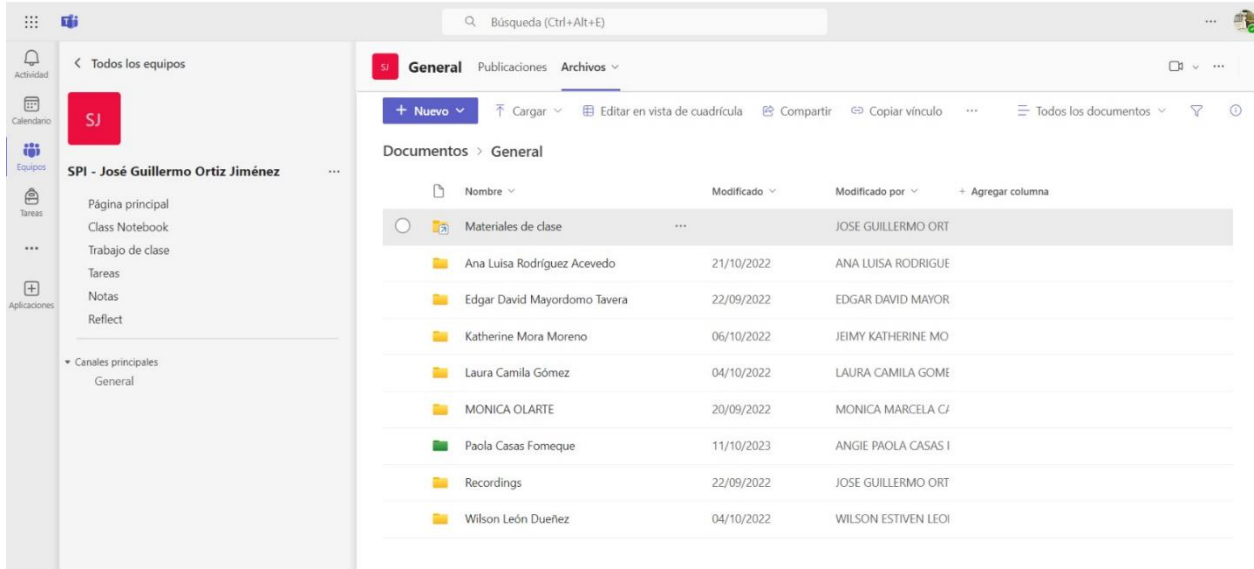 Búsqueda (Ctrl+Alt+E)
Actividad
Calendario
Equipos
Tareas
Aplicaciones
Todos los equipos
SJ
SPI - José Guillermo Ortiz Jiménez
Página principal
Class Notebook
Trabajo de clase
Tareas
Notas
Reflect
Canales principales
General
SJ General Publicaciones Archivos
+ Nuevo Cargar Editar en vista de cuadrícula Compartir Copiar vínculo ... Todos los documentos
Documentos > General
Nombre Modificado Modificado por + Agregar columna
Materiales de clase ... JOSE GUILLERMO ORT
Ana Luisa Rodríguez Acevedo 21/10/2022 ANA LUISA RODRIGUE
Edgar David Mayordomo Tavera 22/09/2022 EDGAR DAVID MAYOR
Katherine Mora Moreno 06/10/2022 JEIMY KATHERINE MO
Laura Camila Gómez 04/10/2022 LAURA CAMILA GOME
MONICA OLARTE 20/09/2022 MONICA MARCELA CA
Paola Casas Fomeque 11/10/2023 ANGIE PAOLA CASAS
Recordings 22/09/2022 JOSE GUILLERMO ORT
Wilson León Dueñez 04/10/2022 WILSON ESTIVEN LEO